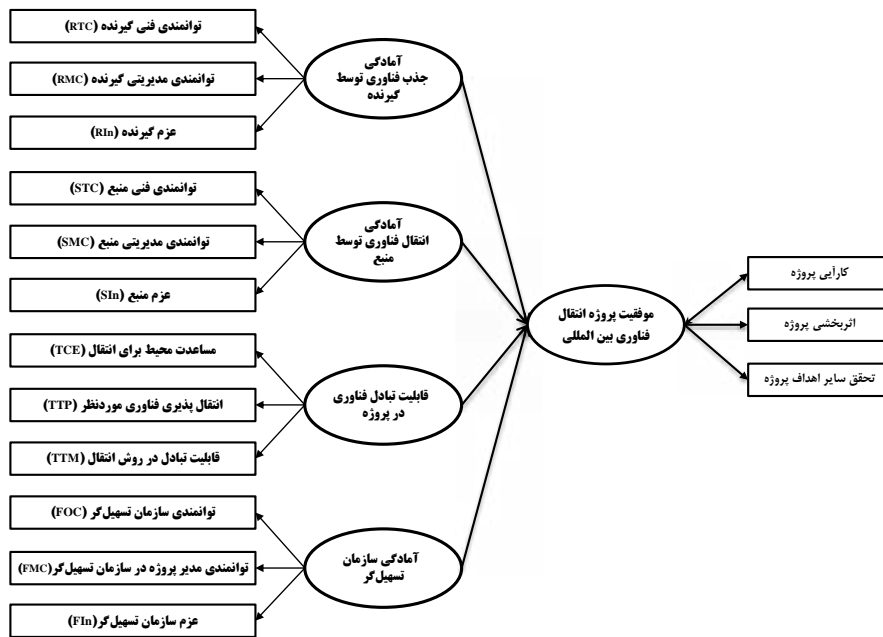 توانمندی فنی گیرنده (RTC)
توانمندی مدیریتی گیرنده (RMC)
عزم گیرنده (RIn)
آمادگی
جذب فناوری توسط
گیرنده
توانمندی فنی منبع (STC)
توانمندی مدیریتی منبع (SMC)
عزم منبع (SIn)
آمادگی
انتقال فناوری توسط
منبع
مساعدت محیط برای انتقال (TCE)
انتقال پذیری فناوری موردنظر (TTP)
قابلیت تبادل در روش انتقال (TTM)
قابلیت تبادل فناوری
در پروژه
توانمندی سازمان تسهیل‌گر (FOC)
توانمندی مدیر پروژه در سازمان تسهیل‌گر(FMC)
عزم سازمان تسهیل‌گر(FIn)
آمادگی سازمان
تسهیل‌گر
موفقیت پروژه انتقال
فناوری بین المللی
کارآیی پروژه
اثربخشی پروژه
تحقق سایر اهداف پروژه